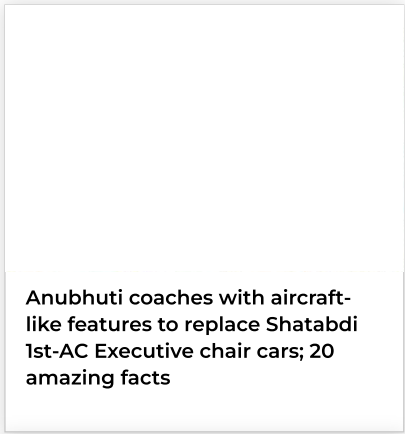 Anubhuti coaches with aircraft-
like features to replace Shatabdi
1st-AC Executive chair cars; 20
amazing facts